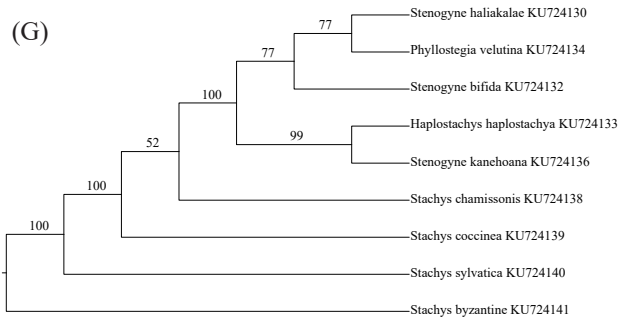 (G)
Stenogyne haliakalae KU724130
77
Phyllostegia velutina KU724134
77
Stenogyne bifida KU724132
100
Haplostachys haplostachya KU724133
99
Stenogyne kanehoana KU724136
52
Stachys chamissonis KU724138
100
Stachys coccinea KU724139
100
Stachys sylvatica KU724140
Stachys byzantine KU724141